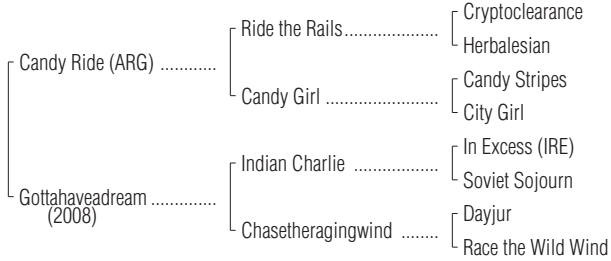 Cryptoclearance
Ride the Rails....................
Herbalesian
Candy Ride (ARG) ............
Candy Stripes
Candy Girl ........................
City Girl
In Excess (IRE)
Indian Charlie ..................
Soviet Sojourn
Gottahaveadream ..............
(2008)
Dayjur
Chasetheragingwind ........
Race the Wild Wind